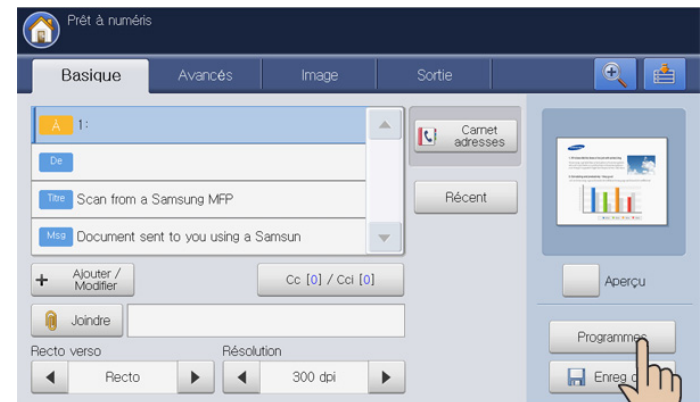 Prêt à numéris
Basique
Avancés
Image
Sortie
À 1:
De
Titre Scan from a Samsung MFP
Msg Document sent to you using a Samsun
Carnet
adresses
Récent
+ Ajouter /
Modifier
Cc [0] / Cci [0]
Joindre
Recto verso
Résolution
Recto
300 dpi
Aperçu
Programmes
Enreg